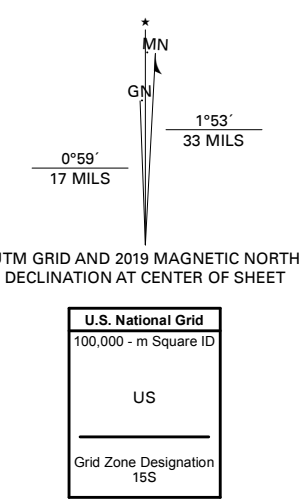 ★
MN
GN
1°53´
33 MILS
0°59´
17 MILS
UTM GRID AND 2019 MAGNETIC NORTH
DECLINATION AT CENTER OF SHEET
U.S. National Grid
100,000 - m Square ID
US
Grid Zone Designation
15S